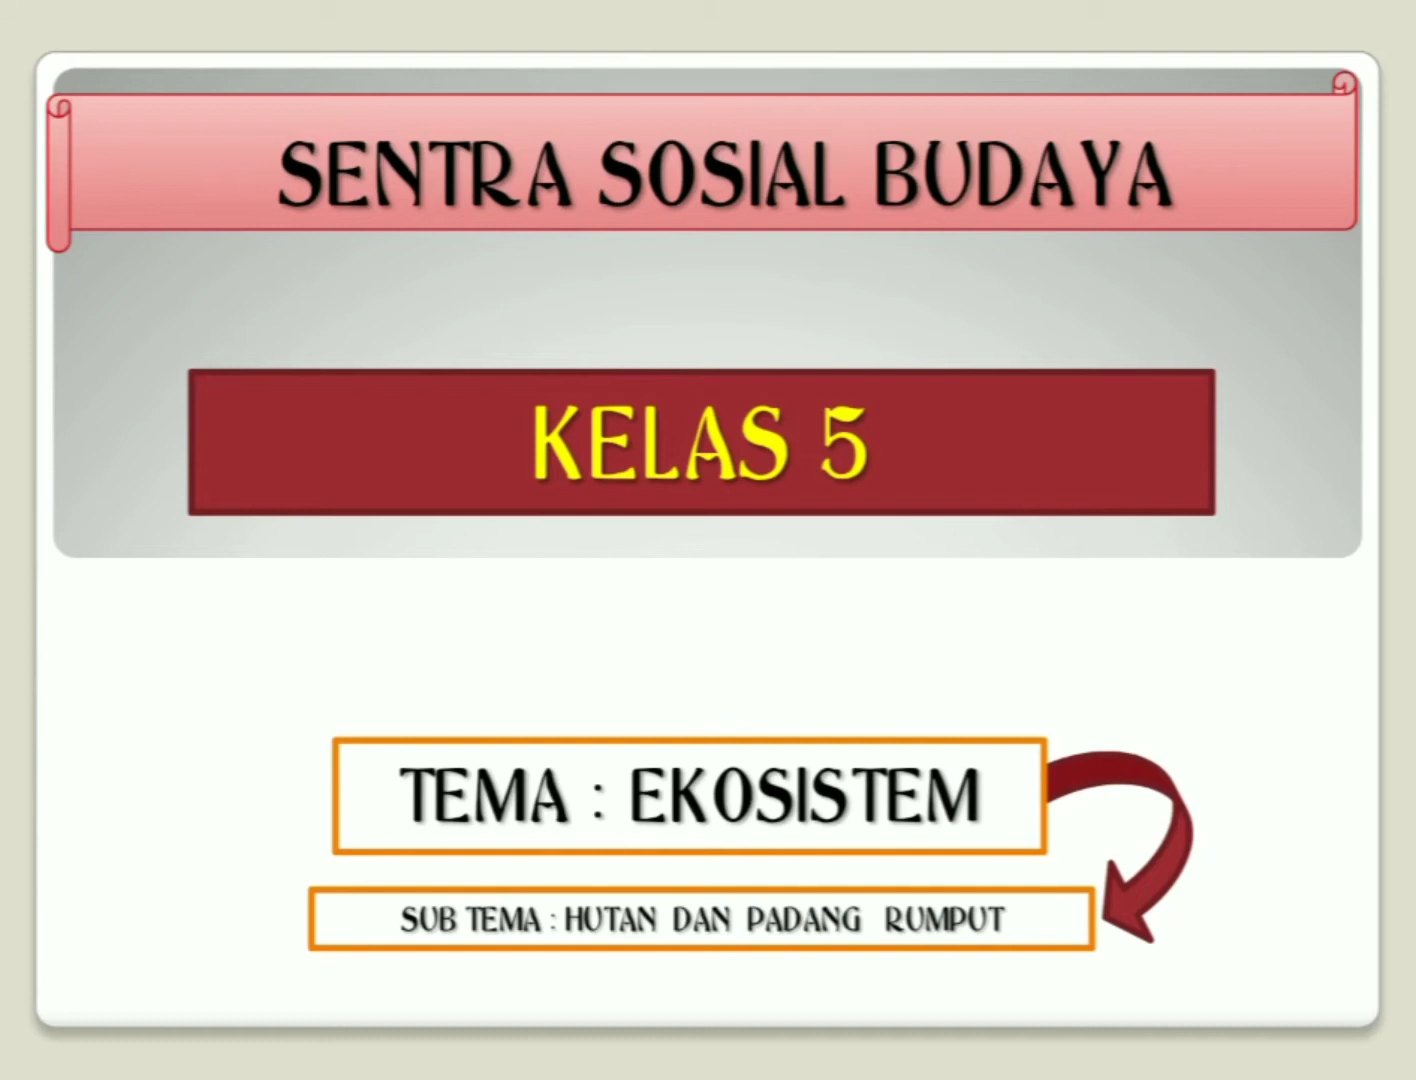 SENTRA SOSIAL BUDAYA
KELAS 5
TEMA : EKOSISTEM
SUB TEMA : HUTAN DAN PADANG RUMPUT